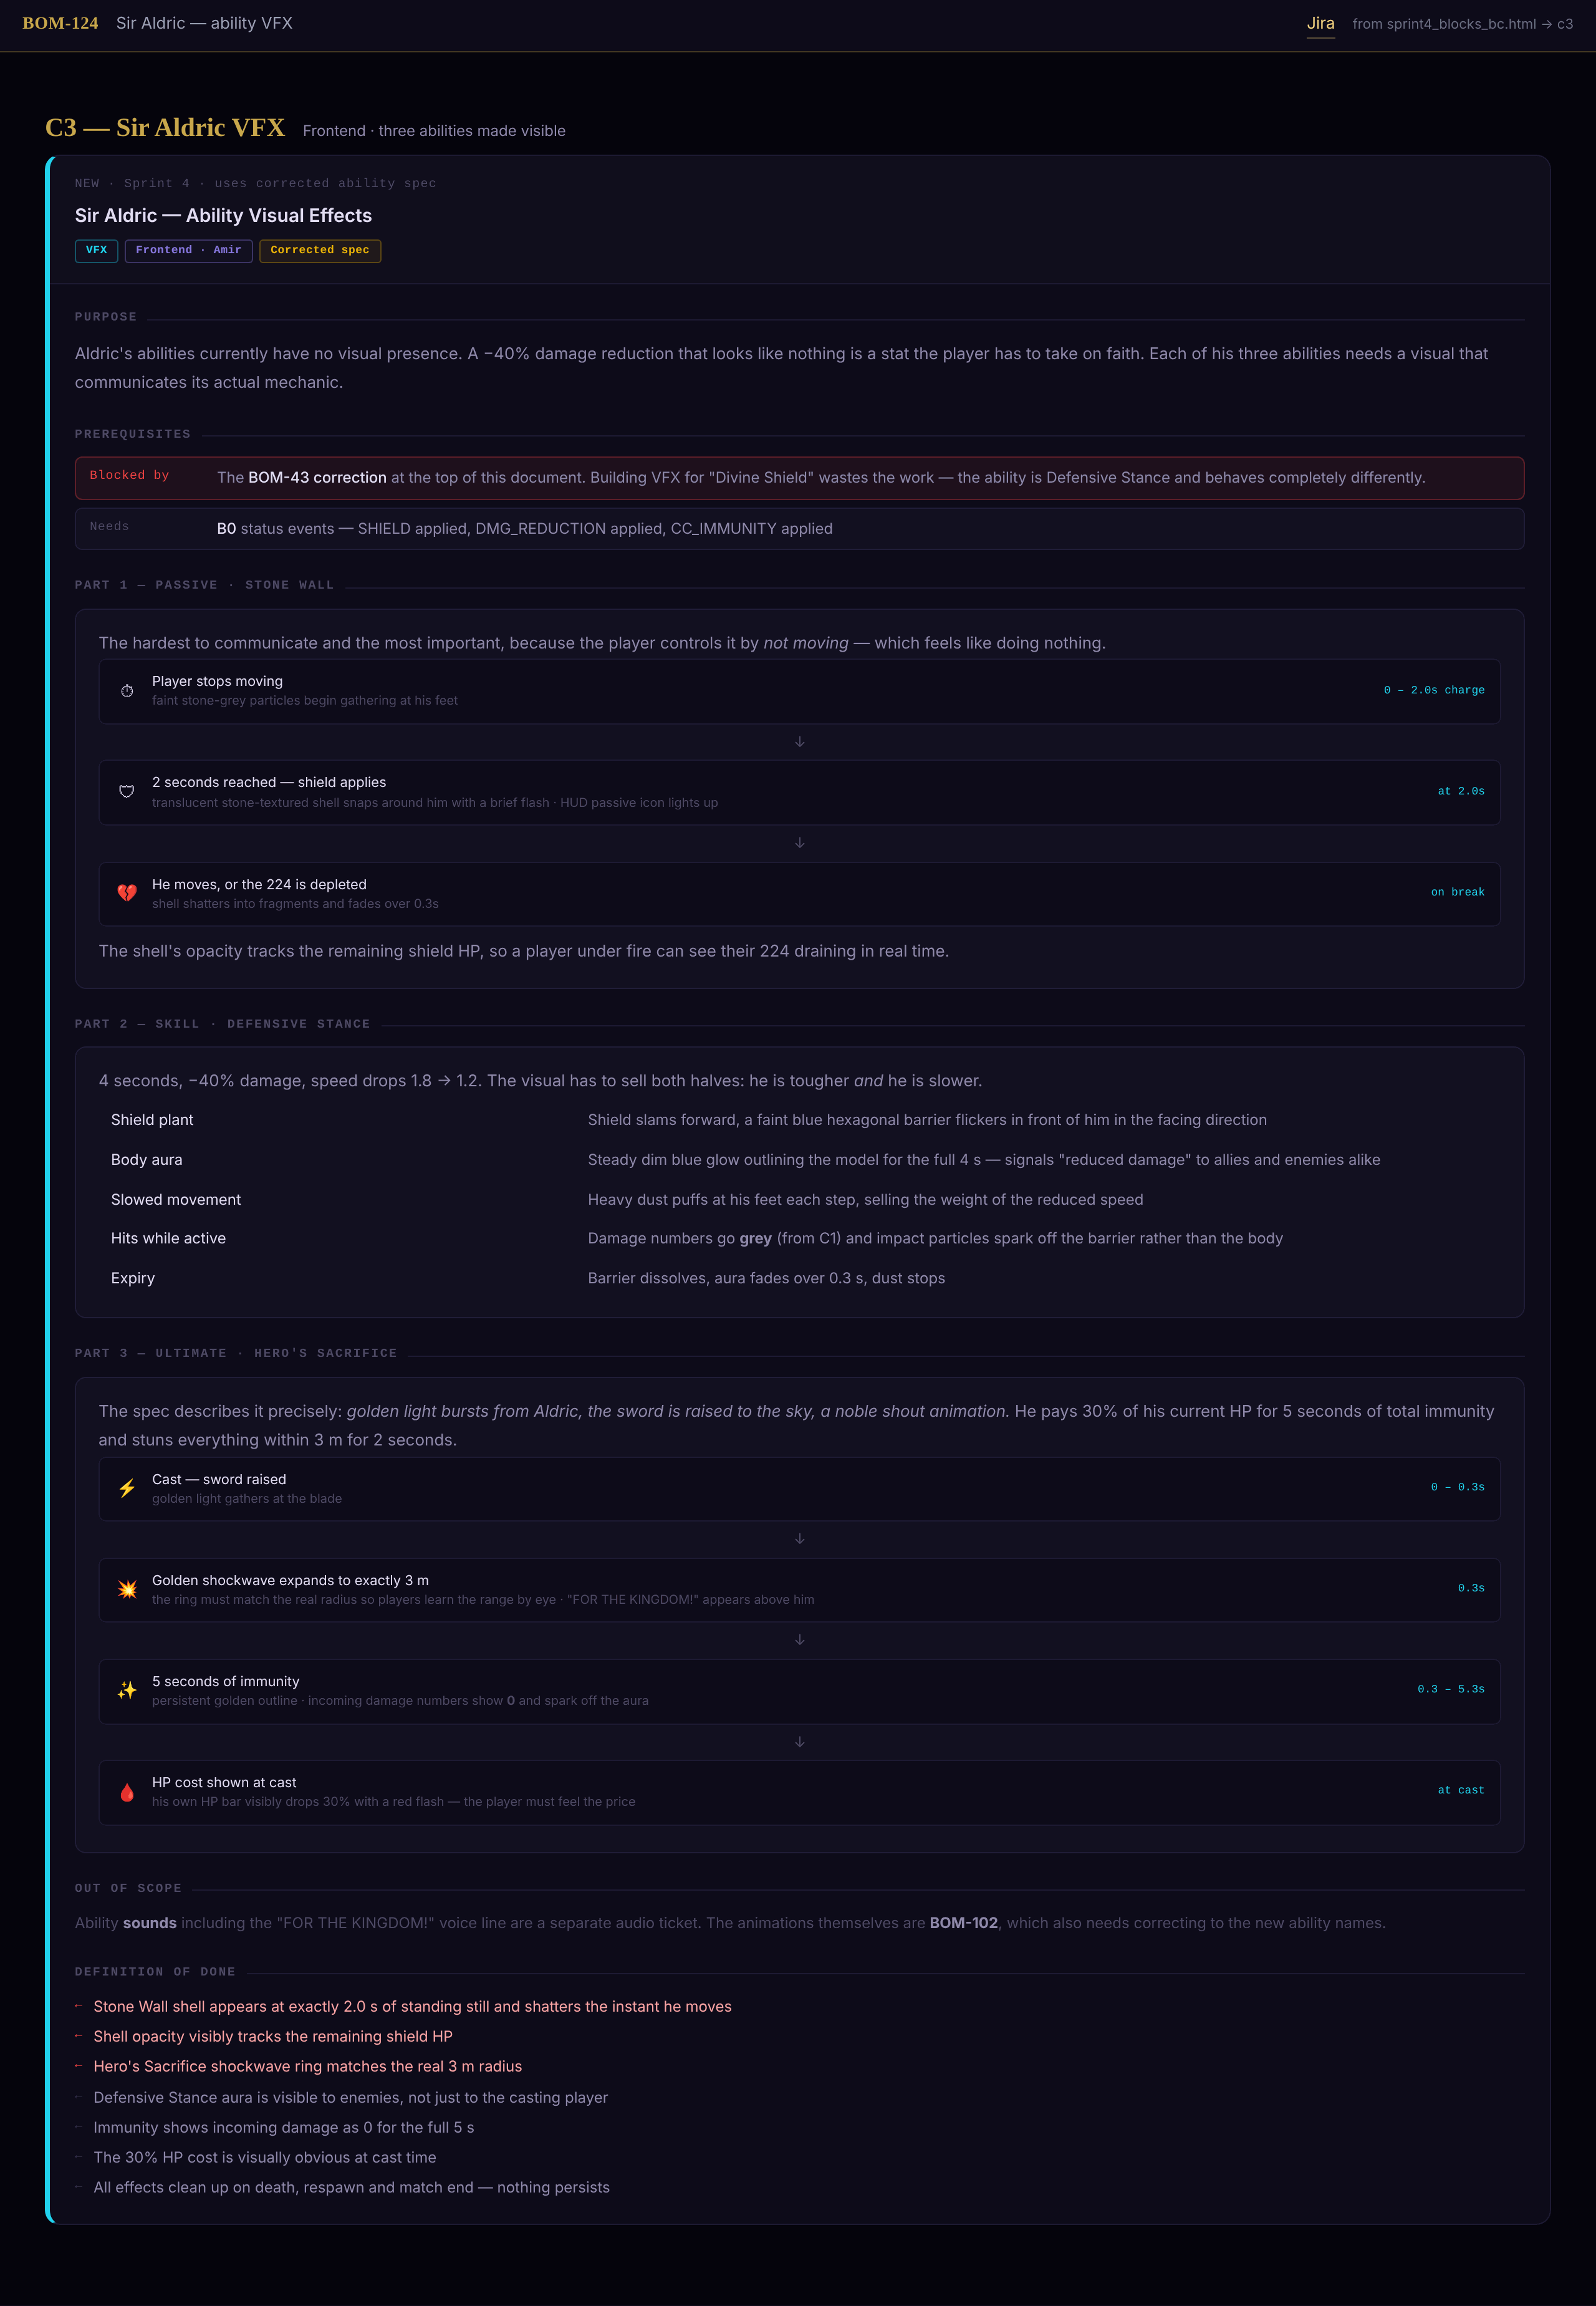 BOM-124 Sir Aldric — ability VFX
Jira from sprint4_blocks_bc.html → c3
C3 — Sir Aldric VFX Frontend · three abilities made visible
NEW · Sprint 4 · uses corrected ability spec
Sir Aldric — Ability Visual Effects
VFX Frontend · Amir Corrected spec
PURPOSE
Aldric's abilities currently have no visual presence. A −40% damage reduction that looks like nothing is a stat the player has to take on faith. Each of his three abilities needs a visual that
communicates its actual mechanic.
PREREQUISITES
Blocked by The BOM-43 correction at the top of this document. Building VFX for "Divine Shield" wastes the work — the ability is Defensive Stance and behaves completely differently.
Needs B0 status events — SHIELD applied, DMG_REDUCTION applied, CC_IMMUNITY applied
PART 1 — PASSIVE · STONE WALL
The hardest to communicate and the most important, because the player controls it by not moving — which feels like doing nothing.
⏱ Player stops moving
faint stone-grey particles begin gathering at his feet
0 – 2.0s charge
↓
🛡 2 seconds reached — shield applies
translucent stone-textured shell snaps around him with a brief flash · HUD passive icon lights up
at 2.0s
↓
💔 He moves, or the 224 is depleted
shell shatters into fragments and fades over 0.3s
on break
The shell's opacity tracks the remaining shield HP, so a player under fire can see their 224 draining in real time.
PART 2 — SKILL · DEFENSIVE STANCE
4 seconds, −40% damage, speed drops 1.8 → 1.2. The visual has to sell both halves: he is tougher and he is slower.
Shield plant Shield slams forward, a faint blue hexagonal barrier flickers in front of him in the facing direction
Body aura Steady dim blue glow outlining the model for the full 4 s — signals "reduced damage" to allies and enemies alike
Slowed movement Heavy dust puffs at his feet each step, selling the weight of the reduced speed
Hits while active Damage numbers go grey (from C1) and impact particles spark off the barrier rather than the body
Expiry Barrier dissolves, aura fades over 0.3 s, dust stops
PART 3 — ULTIMATE · HERO'S SACRIFICE
The spec describes it precisely: golden light bursts from Aldric, the sword is raised to the sky, a noble shout animation. He pays 30% of his current HP for 5 seconds of total immunity
and stuns everything within 3 m for 2 seconds.
⚡ Cast — sword raised
golden light gathers at the blade
0 – 0.3s
↓
💥 Golden shockwave expands to exactly 3 m
the ring must match the real radius so players learn the range by eye · "FOR THE KINGDOM!" appears above him
0.3s
↓
✨ 5 seconds of immunity
persistent golden outline · incoming damage numbers show 0 and spark off the aura
0.3 – 5.3s
↓
🩸 HP cost shown at cast
his own HP bar visibly drops 30% with a red flash — the player must feel the price
at cast
OUT OF SCOPE
Ability sounds including the "FOR THE KINGDOM!" voice line are a separate audio ticket. The animations themselves are BOM-102, which also needs correcting to the new ability names.
DEFINITION OF DONE
← Stone Wall shell appears at exactly 2.0 s of standing still and shatters the instant he moves
← Shell opacity visibly tracks the remaining shield HP
← Hero's Sacrifice shockwave ring matches the real 3 m radius
← Defensive Stance aura is visible to enemies, not just to the casting player
← Immunity shows incoming damage as 0 for the full 5 s
← The 30% HP cost is visually obvious at cast time
← All effects clean up on death, respawn and match end — nothing persists